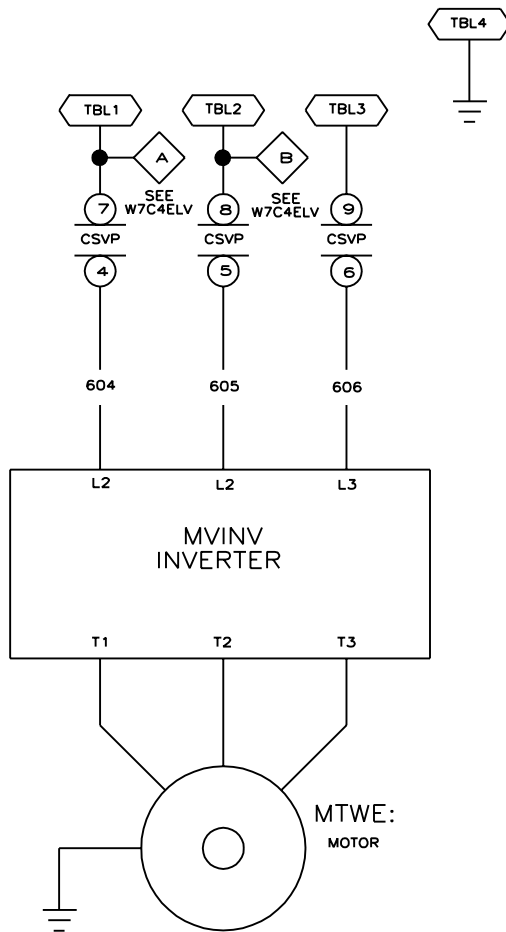 TBL4
TBL1 TBL2 TBL3
A B
SEE
W7C4ELV
SEE
W7C4ELV
7 8 9
CSVP CSVP CSVP
4 5 6
604 605 606
L2 L2 L3
MVINV
INVERTER
T1 T2 T3
MTWE:
MOTOR